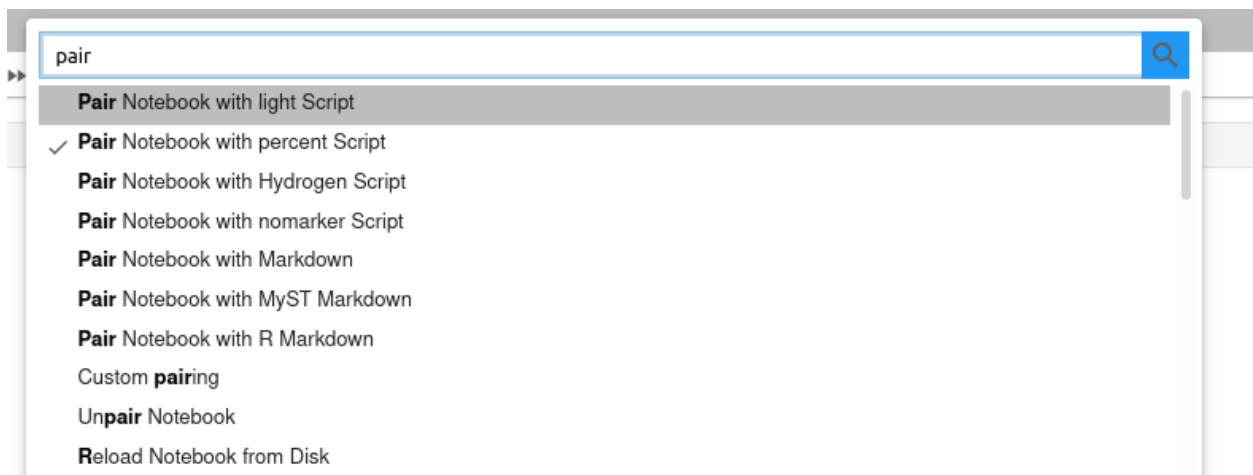 pair
Pair Notebook with light Script
Pair Notebook with percent Script
Pair Notebook with Hydrogen Script
Pair Notebook with nomarker Script
Pair Notebook with Markdown
Pair Notebook with MyST Markdown
Pair Notebook with R Markdown
Custom pairing
Unpair Notebook
Reload Notebook from Disk